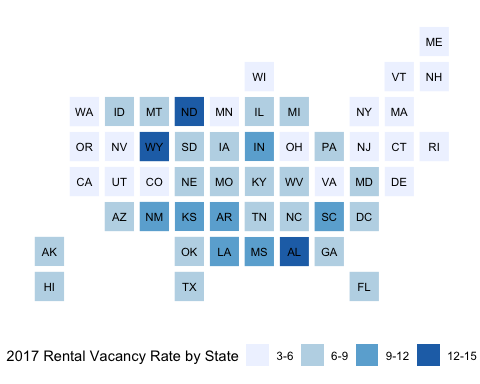 ME
WI VT NH
WA ID MT ND MN IL MI NY MA
OR NV WY SD IA IN OH PA NJ CT RI
CA UT CO NE MO KY WV VA MD DE
AZ NM KS AR TN NC SC DC
AK OK LA MS AL GA
HI TX FL
2017 Rental Vacancy Rate by State 3-6 6-9 9-12 12-15